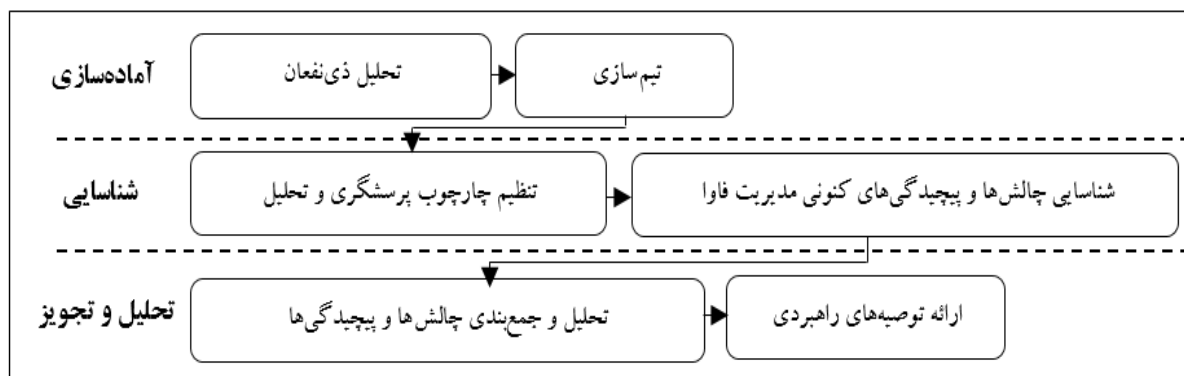 آماده‌سازی
تحلیل ذی‌نفعان
تیم‌سازی
شناسایی
تنظیم چارچوب پرسشگری و تحلیل
شناسایی چالش‌ها و پیچیدگی‌های کنونی مدیریت فاوا
تحلیل و تجویز
تحلیل و جمع‌بندی چالش‌ها و پیچیدگی‌ها
ارائه توصیه‌های راهبردی